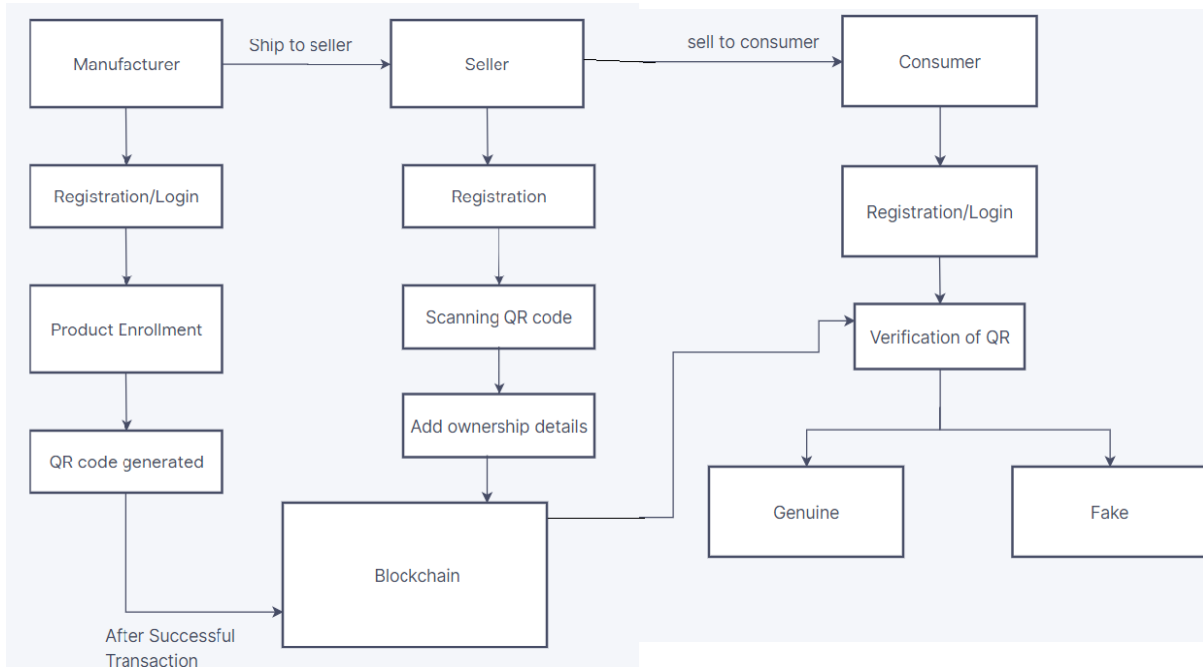 Manufacturer
Ship to seller
Seller
sell to consumer
Consumer
Registration/Login
Registration
Registration/Login
Product Enrollment
Scanning QR code
Verification of QR
QR code generated
Add ownership details
Genuine
Fake
Blockchain
After Successful
Transaction